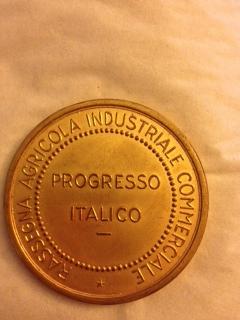 RASSEGNA AGRICOLA INDUSTRIALE COMMERCIALE
PROGRESSO
ITALICO